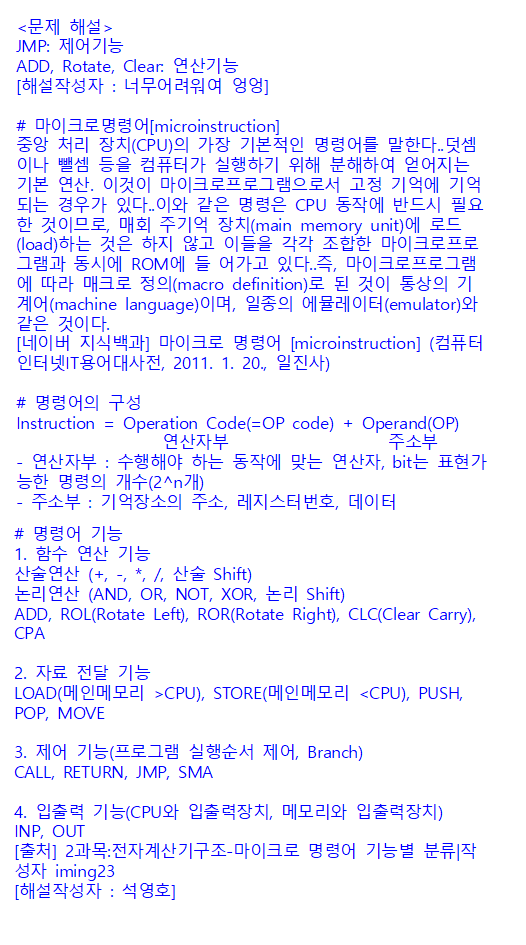 <문제 해설>
JMP: 제어기능
ADD, Rotate, Clear: 연산기능
[해설작성자 : 너무어려워여 엉엉]
# 마이크로명령어[microinstruction]
중앙 처리 장치(CPU)의 가장 기본적인 명령어를 말한다..덧셈
이나 뺄셈 등을 컴퓨터가 실행하기 위해 분해하여 얻어지는
기본 연산. 이것이 마이크로프로그램으로서 고정 기억에 기억
되는 경우가 있다..이와 같은 명령은 CPU 동작에 반드시 필요
한 것이므로, 매회 주기억 장치(main memory unit)에 로드
(load)하는 것은 하지 않고 이들을 각각 조합한 마이크로프로
그램과 동시에 ROM에 들 어가고 있다..즉, 마이크로프로그램
에 따라 매크로 정의(macro definition)로 된 것이 통상의 기
계어(machine language)이며, 일종의 에뮬레이터(emulator)와
같은 것이다.
[네이버 지식백과] 마이크로 명령어 [microinstruction] (컴퓨터
인터넷IT용어대사전, 2011. 1. 20., 일진사)
# 명령어의 구성
Instruction = Operation Code(=OP code) + Operand(OP)
연산자부 주소부
- 연산자부 : 수행해야 하는 동작에 맞는 연산자, bit는 표현가
능한 명령의 개수(2^n개)
- 주소부 : 기억장소의 주소, 레지스터번호, 데이터
# 명령어 기능
1. 함수 연산 기능
산술연산 (+, -, *, /, 산술 Shift)
논리연산 (AND, OR, NOT, XOR, 논리 Shift)
ADD, ROL(Rotate Left), ROR(Rotate Right), CLC(Clear Carry),
CPA
2. 자료 전달 기능
LOAD(메인메모리 >CPU), STORE(메인메모리 <CPU), PUSH,
POP, MOVE
3. 제어 기능(프로그램 실행순서 제어, Branch)
CALL, RETURN, JMP, SMA
4. 입출력 기능(CPU와 입출력장치, 메모리와 입출력장치)
INP, OUT
[출처] 2과목:전자계산기구조-마이크로 명령어 기능별 분류|작
성자 iming23
[해설작성자 : 석영호]